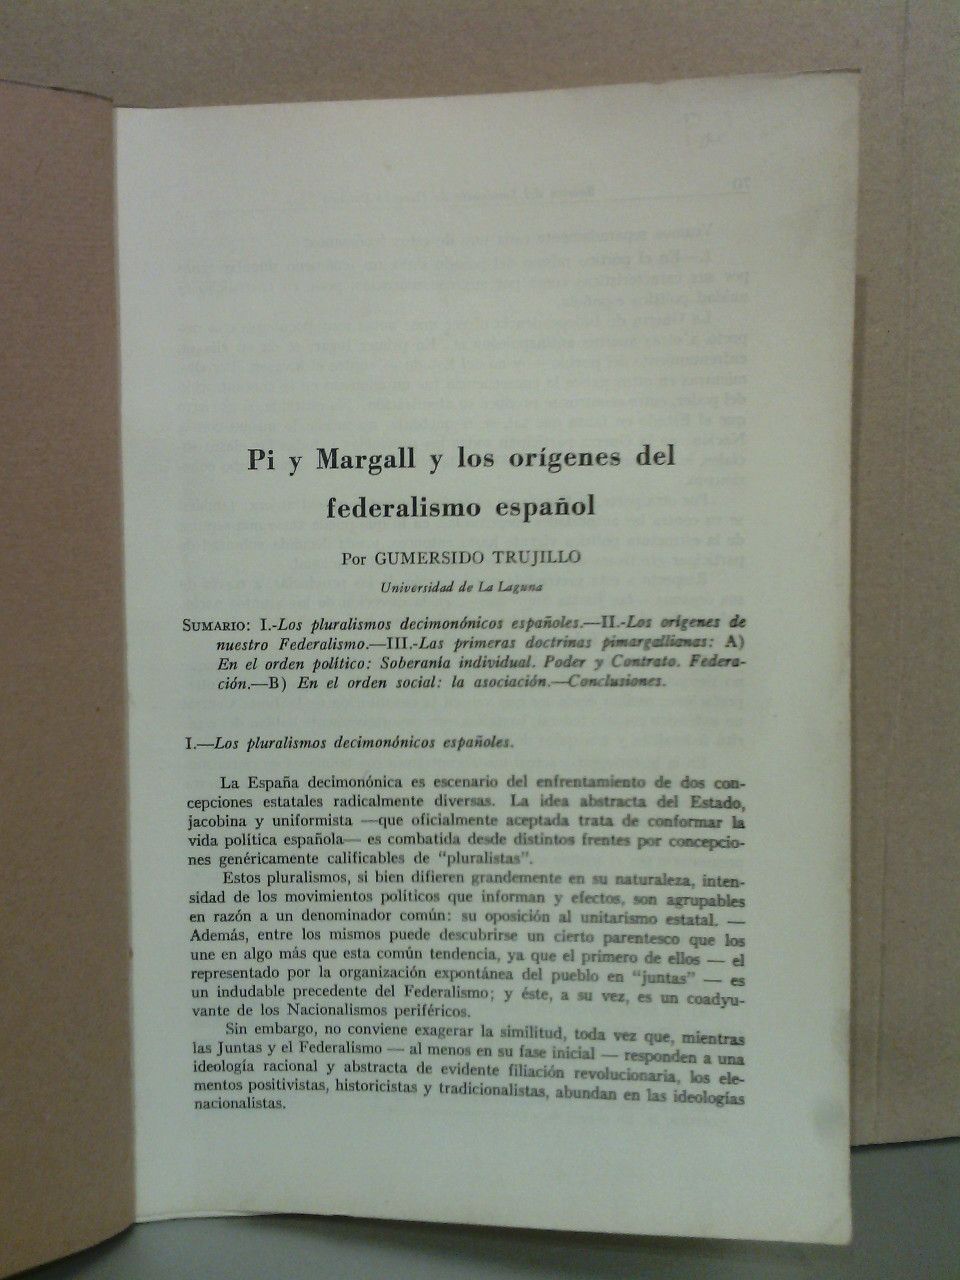 Pi y Margall y los orígenes del
federalismo español
Por GUMERSIDO TRUJILLO
Universidad de La Laguna
SUMARIO: I.-Los pluralismos decimonónicos españoles.—II.-Los orígenes de
nuestro Federalismo.—III.-Las primeras doctrinas pimargallianas: A)
En el orden político: Soberanía individual. Poder y Contrato. Federa-
ción.—B) En el orden social: la asociación.—Conclusiones.
I.—Los pluralismos decimonónicos españoles.
La España decimonónica es escenario del enfrentamiento de dos con-
cepciones estatales radicalmente diversas. La idea abstracta del Estado,
jacobina y uniformista —que oficialmente aceptada trata de conformar la
vida política española— es combatida desde distintos frentes por concepcio-
nes genéricamente calificables de “pluralistas”.
Estos pluralismos, si bien difieren grandemente en su naturaleza, inten-
sidad de los movimientos políticos que informan y efectos, son agrupables
en razón a un denominador común: su oposición al unitarismo estatal. —
Además, entre los mismos puede descubrirse un cierto parentesco que los
une en algo más que esta común tendencia, ya que el primero de ellos — el
representado por la organización expontánea del pueblo en “juntas” — es
un indudable precedente del Federalismo; y éste, a su vez, es un coadyu-
vante de los Nacionalismos periféricos.
Sin embargo, no conviene exagerar la similitud, toda vez que, mientras
las Juntas y el Federalismo — al menos en su fase inicial — responden a una
ideología racional y abstracta de evidente filiación revolucionaria, los ele-
mentos positivistas, historicistas y tradicionalistas, abundan en las ideologías
nacionalistas.